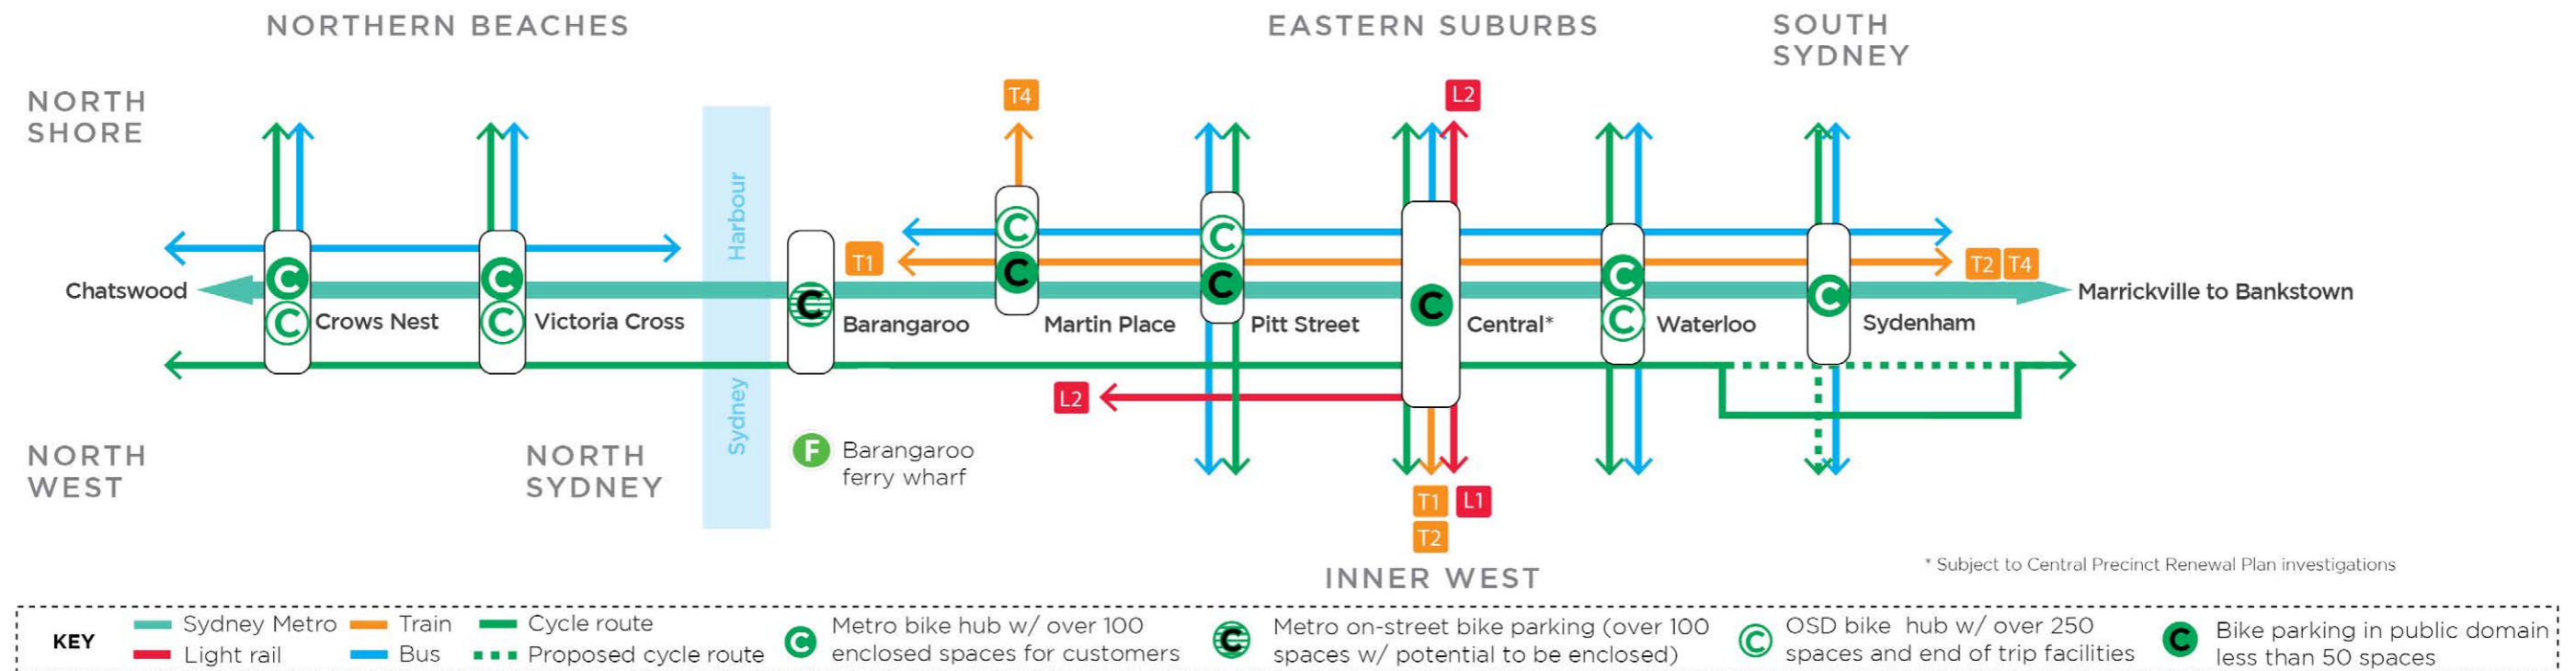 NORTHERN BEACHES
EASTERN SUBURBS
SOUTH
SYDNEY
NORTH
SHORE
T4
L2
Harbour
C
C
C
C
T1
C
C
C
C
C
C
C
C
C
T2 T4
Chatswood
Crows Nest
Victoria Cross
Barangaroo
Martin Place
Pitt Street
Central*
Waterloo
Sydenham
Marrickville to Bankstown
Sydney
L2
NORTH
WEST
NORTH
SYDNEY
F
Barangaroo
ferry wharf
T1 L1
T2
INNER WEST
* Subject to Central Precinct Renewal Plan investigations
KEY
Sydney Metro
Light rail
Train
Bus
Cycle route
Proposed cycle route
C
Metro bike hub w/ over 100
enclosed spaces for customers
C
Metro on-street bike parking (over 100
spaces w/ potential to be enclosed)
C
OSD bike hub w/ over 250
spaces and end of trip facilities
C
Bike parking in public domain
less than 50 spaces